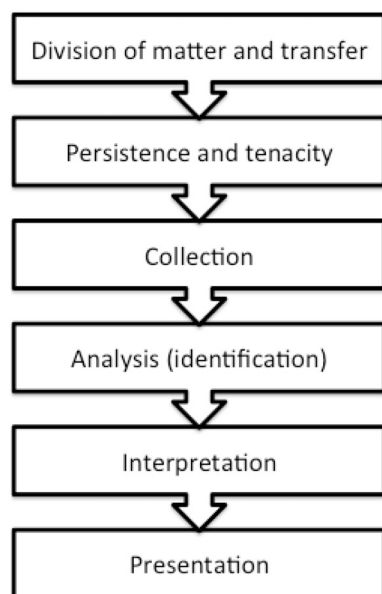 Division of matter and transfer
Persistence and tenacity
Collection
Analysis (identification)
Interpretation
Presentation